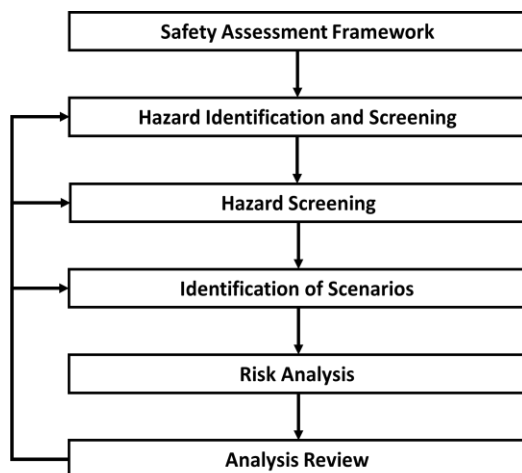 Safety Assessment Framework
Hazard Identification and Screening
Hazard Screening
Identification of Scenarios
Risk Analysis
Analysis Review